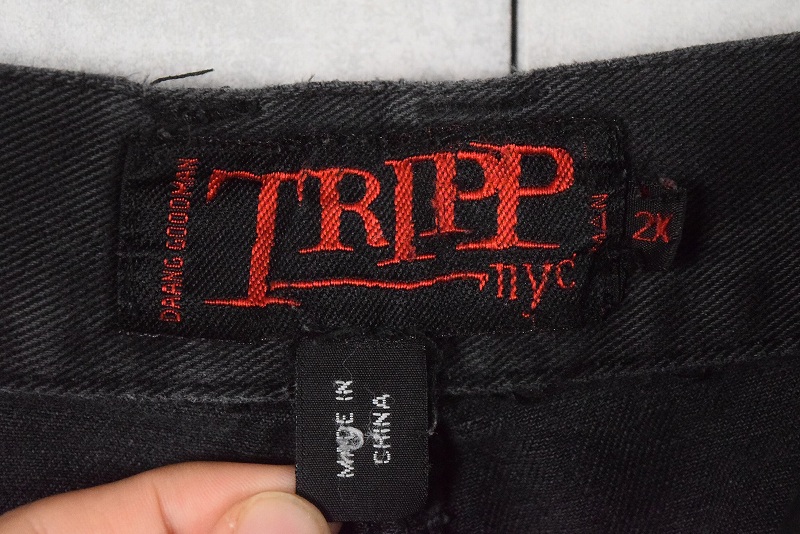 DAANG GOODMAN
TRIPP
nyc
2X
MADE IN
CHINA